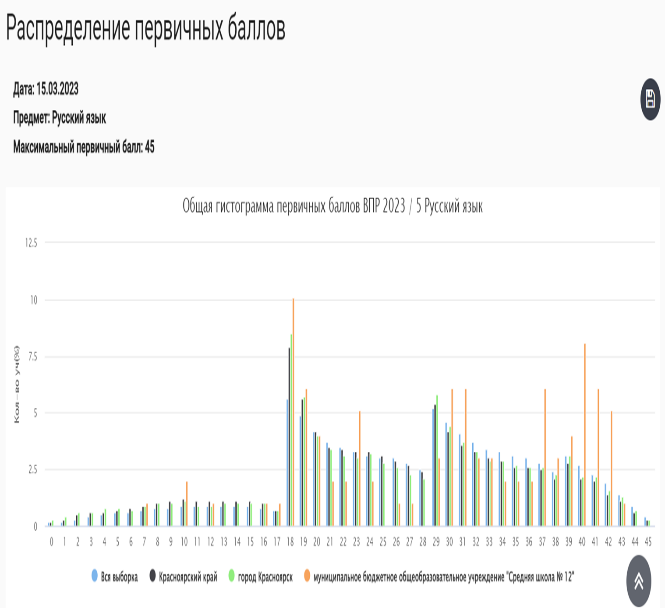 Распределение первичных баллов
Дата: 15.03.2023
Предмет: Русский язык
Максимальный первичный балл: 45
Общая гистограмма первичных баллов ВПР 2023 / 5 Русский язык
12.5
10
7.5
5
2.5
0
Кол-во уч(%)
0 1 2 3 4 5 6 7 8 9 10 11 12 13 14 15 16 17 18 19 20 21 22 23 24 25 26 27 28 29 30 31 32 33 34 35 36 37 38 39 40 41 42 43 44 45
Вся выборка Красноярский край город Красноярск муниципальное бюджетное общеобразовательное учреждение "Средняя школа № 12"